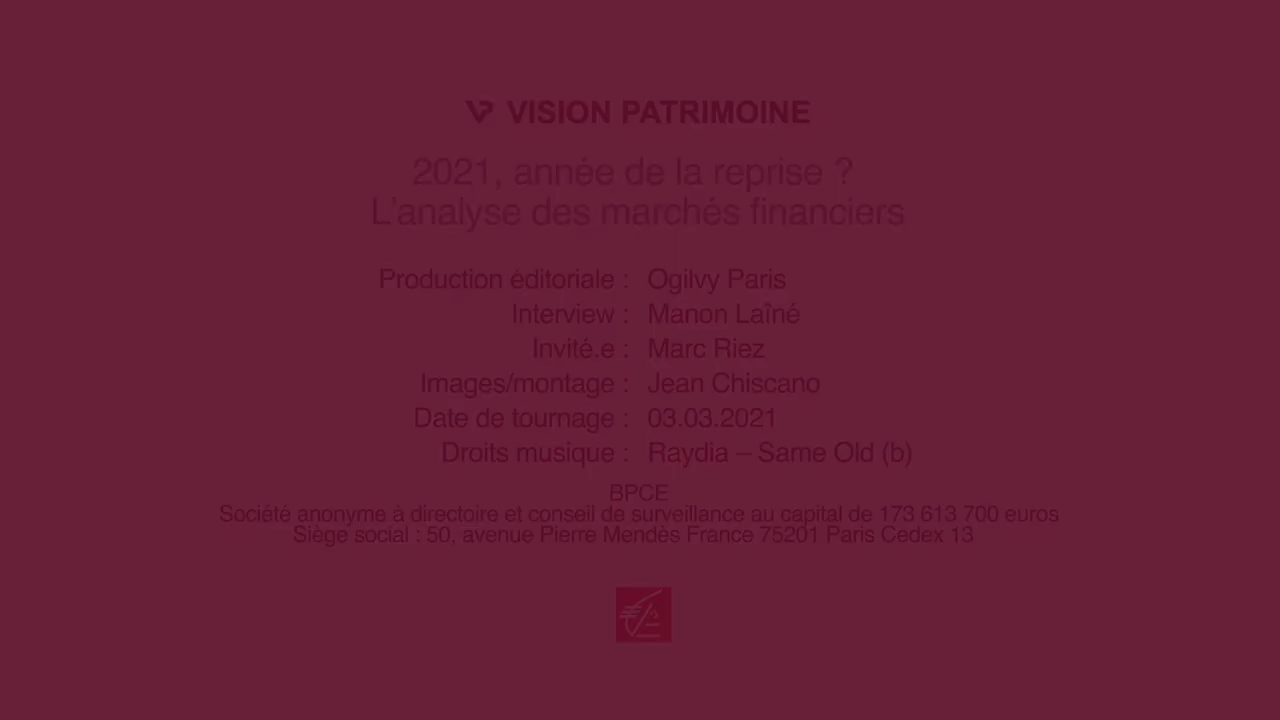 VISION PATRIMOINE
2021, année de la reprise ?
L'analyse des marchés financiers
Production éditoriale : Ogilvy Paris
Interview : Manon Laîné
Invité.e : Marc Riez
Images/montage : Jean Chiscano
Date de tournage : 03.03.2021
Droits musique : Raydia – Same Old (b)
BPCE
Société anonyme à directoire et conseil de surveillance au capital de 173 613 700 euros
Siège social : 50, avenue Pierre Mendès France 75201 Paris Cedex 13